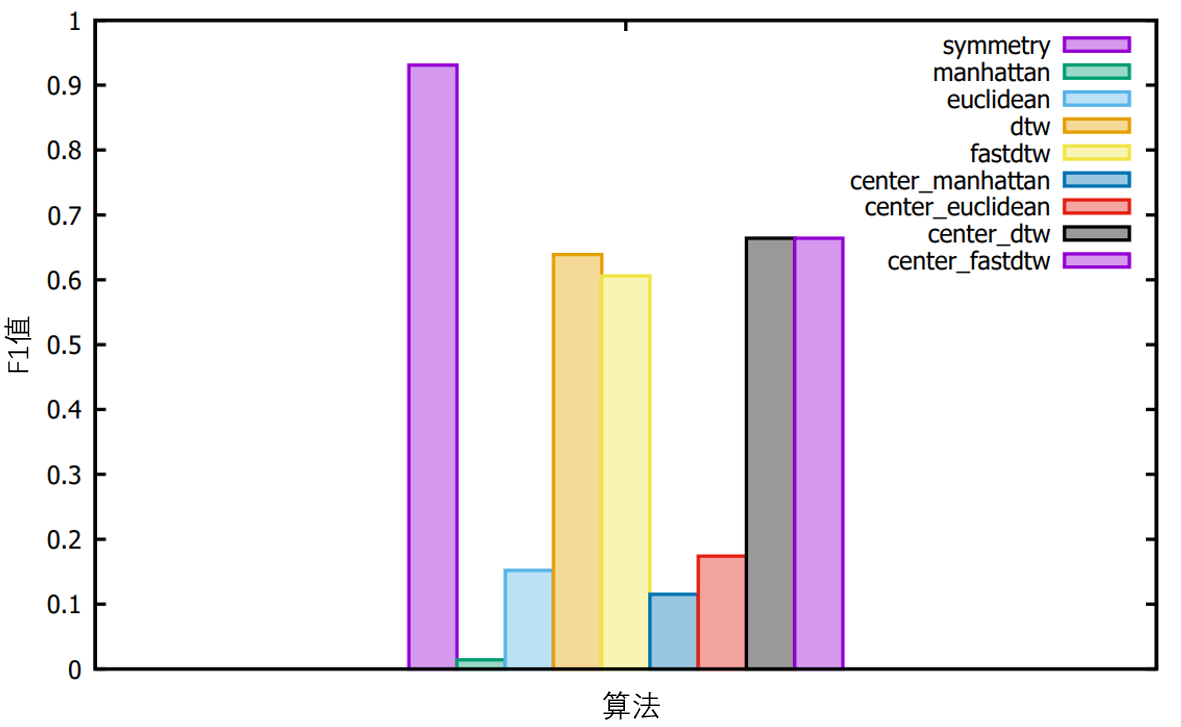 1
0.9
0.8
0.7
0.6
0.5
0.4
0.3
0.2
0.1
0
F1值
算法
symmetry
manhattan
euclidean
dtw
fastdtw
center_manhattan
center_euclidean
center_dtw
center_fastdtw